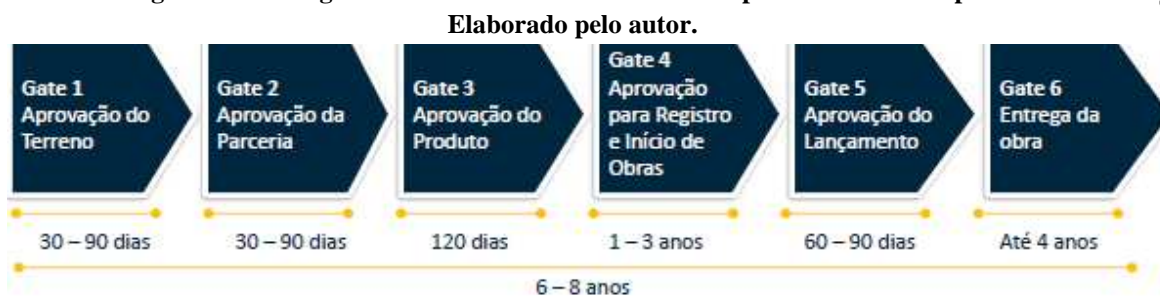 Elaborado pelo autor.
Gate 1
Aprovação do
Terreno
Gate 2
Aprovação da
Parceria
Gate 3
Aprovação do
Produto
Gate 4
Aprovação
para Registro
e Início de
Obras
Gate 5
Aprovação do
Lançamento
Gate 6
Entrega da
obra
30 – 90 dias
30 – 90 dias
120 dias
1 – 3 anos
60 – 90 dias
Até 4 anos
6 – 8 anos